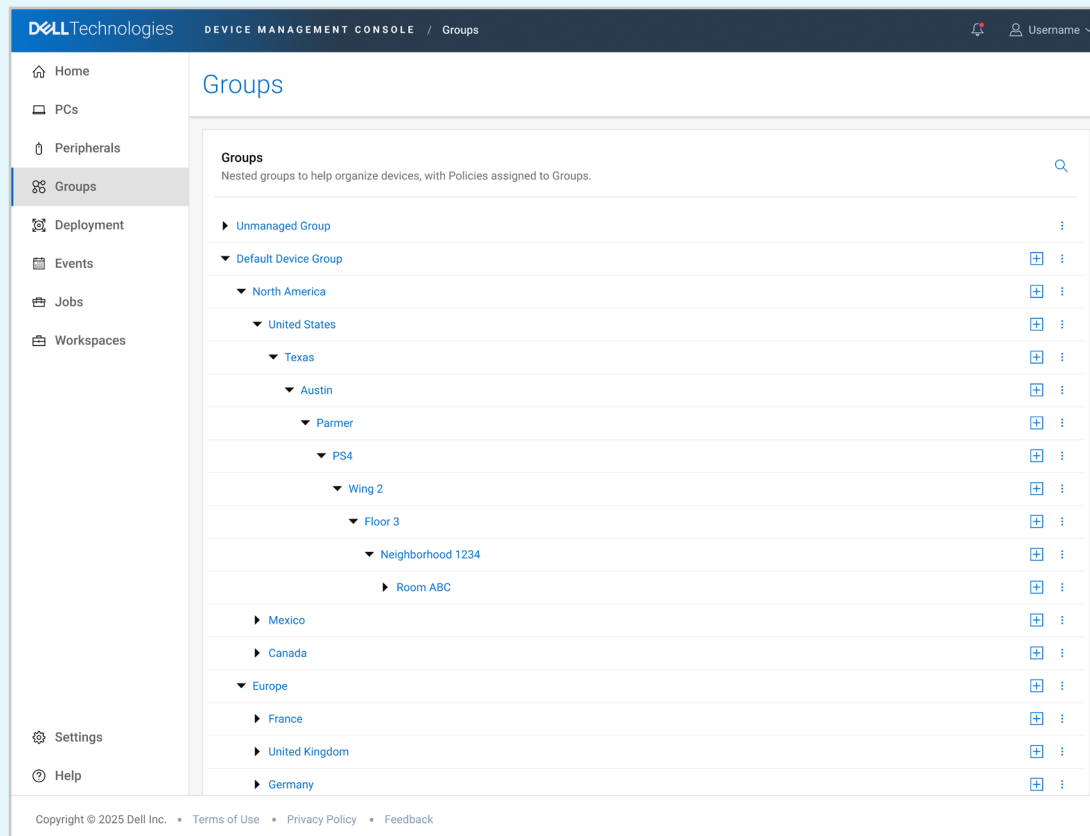 DELLTechnologies DEVICE MANAGEMENT CONSOLE / Groups Username
Home
PCs
Peripherals
Groups
Deployment
Events
Jobs
Workspaces
Settings
Help
Groups
Groups
Nested groups to help organize devices, with Policies assigned to Groups.
Unmanaged Group
Default Device Group
North America
United States
Texas
Austin
Parmer
PS4
Wing 2
Floor 3
Neighborhood 1234
Room ABC
Mexico
Canada
Europe
France
United Kingdom
Germany
Copyright © 2025 Dell Inc. • Terms of Use • Privacy Policy • Feedback